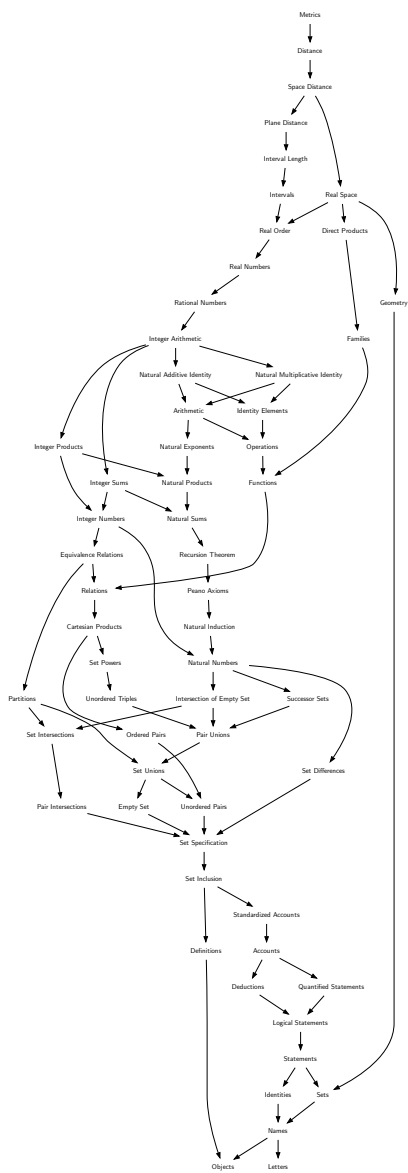 Metrics
Distance
Space Distance
Plane Distance
Interval Length
Intervals Real Space
Real Order Direct Products
Real Numbers
Rational Numbers Geometry
Integer Arithmetic Families
Natural Additive Identity Natural Multiplicative Identity
Arithmetic Identity Elements
Integer Products Natural Exponents Operations
Integer Sums Natural Products Functions
Integer Numbers Natural Sums
Equivalence Relations Recursion Theorem
Relations Peano Axioms
Cartesian Products Natural Induction
Set Powers Natural Numbers
Partitions Unordered Triples Intersection of Empty Set Successor Sets
Set Intersections Ordered Pairs Pair Unions
Set Unions Set Differences
Pair Intersections Empty Set Unordered Pairs
Set Specification
Set Inclusion
Standardized Accounts
Definitions Accounts
Deductions Quantified Statements
Logical Statements
Statements
Identities Sets
Names
Objects Letters